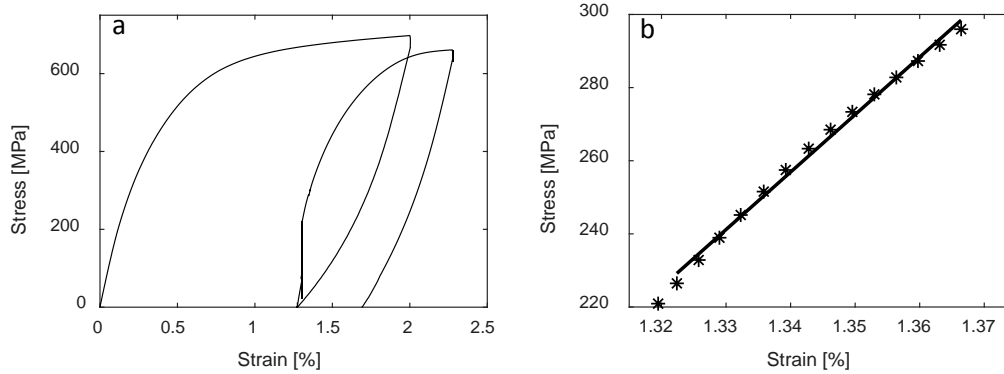 a
600
400
200
0
Stress [MPa]
0 0.5 1 1.5 2 2.5
Strain [%]
b
300
280
260
240
220
Stress [MPa]
1.32 1.33 1.34 1.35 1.36 1.37
Strain [%]